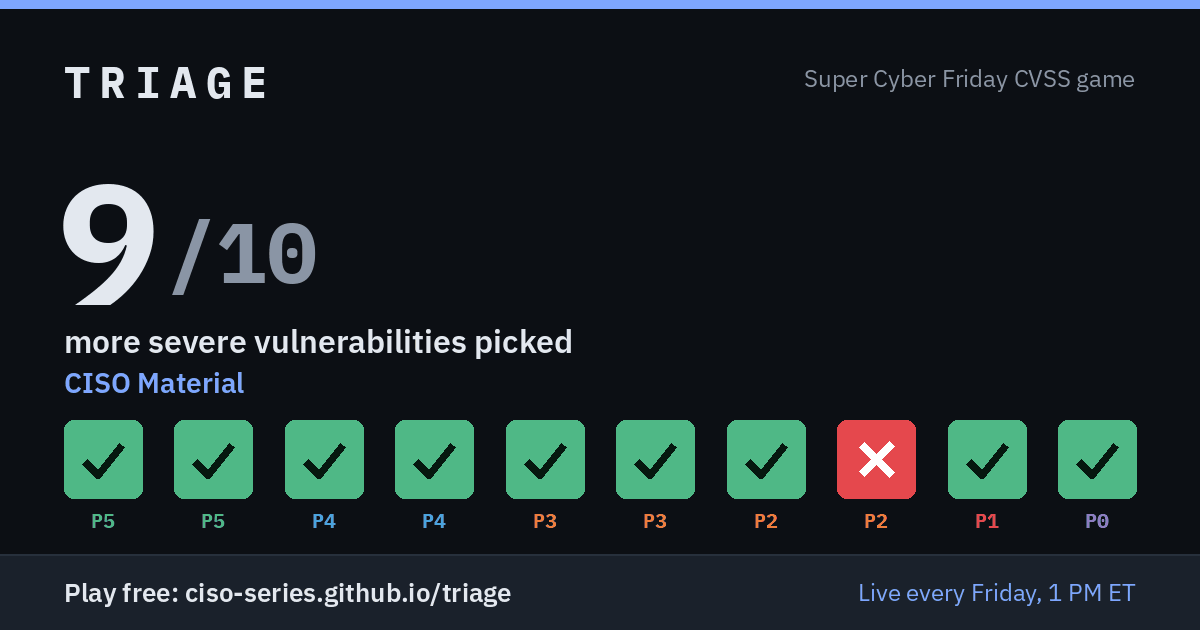 TRIAGE
Super Cyber Friday CVSS game
9/10
more severe vulnerabilities picked
CISO Material
P5 P5 P4 P4 P3 P3 P2 P2 P1 P0
Play free: ciso-series.github.io/triage
Live every Friday, 1 PM ET